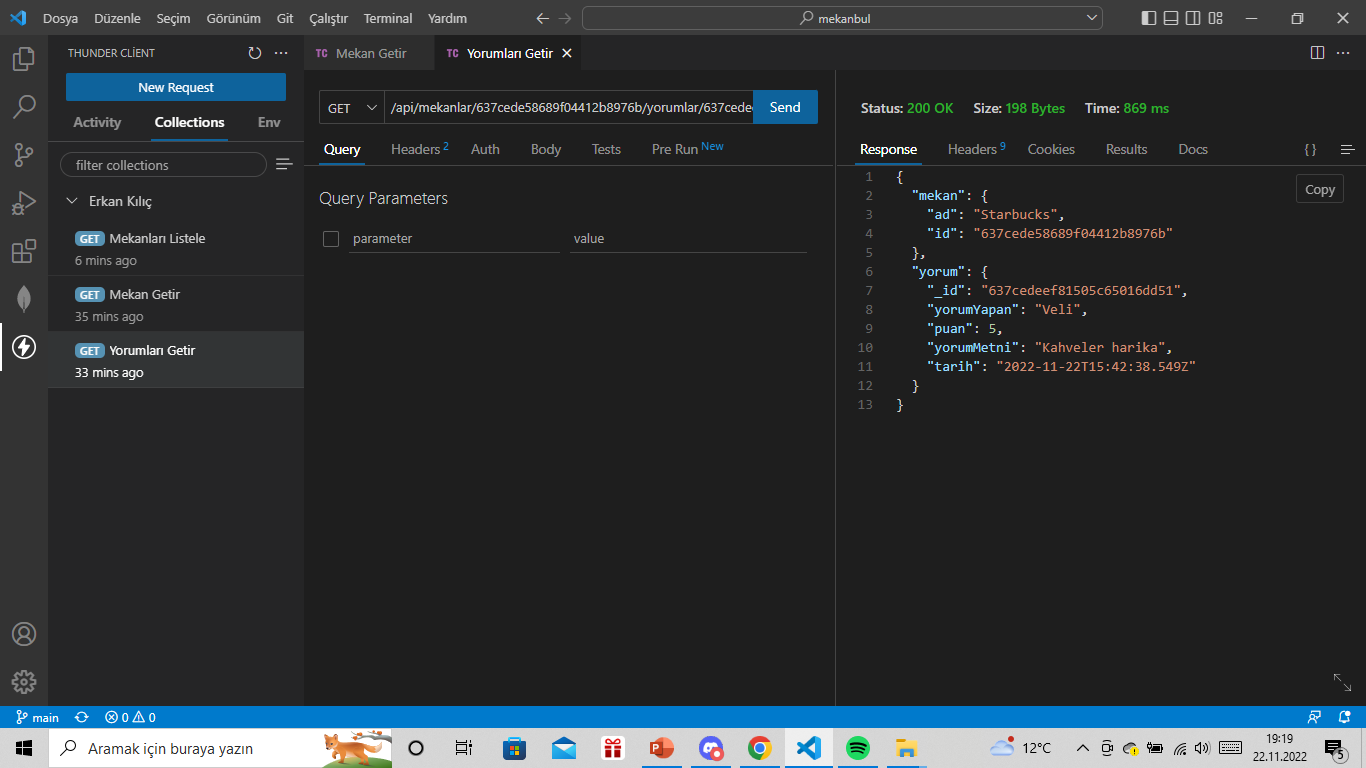 Dosya Düzenle Seçim Görünüm Git Çalıştır Terminal Yardım mekanbul
THUNDER CLİENT
New Request
Activity Collections Env
filter collections
Erkan Kılıç
GET Mekanları Listele
6 mins ago
GET Mekan Getir
35 mins ago
GET Yorumları Getir
33 mins ago
TC Mekan Getir TC Yorumları Getir
GET /api/mekanlar/637cede58689f04412b8976b/yorumlar/637cede Send
Query Headers 2 Auth Body Tests Pre Run New
Query Parameters
parameter value
Status: 200 OK Size: 198 Bytes Time: 869 ms
Response Headers 9 Cookies Results Docs { }
Copy
1 {
2 "mekan": {
3 "ad": "Starbucks",
4 "id": "637cede58689f04412b8976b"
5 },
6 "yorum": {
7 "_id": "637cedeef81505c65016dd51",
8 "yorumYapan": "Veli",
9 "puan": 5,
10 "yorumMetni": "Kahveler harika",
11 "tarih": "2022-11-22T15:42:38.549Z"
12 }
13 }
main 0 0
Aramak için buraya yazın
12°C
19:19
22.11.2022
5